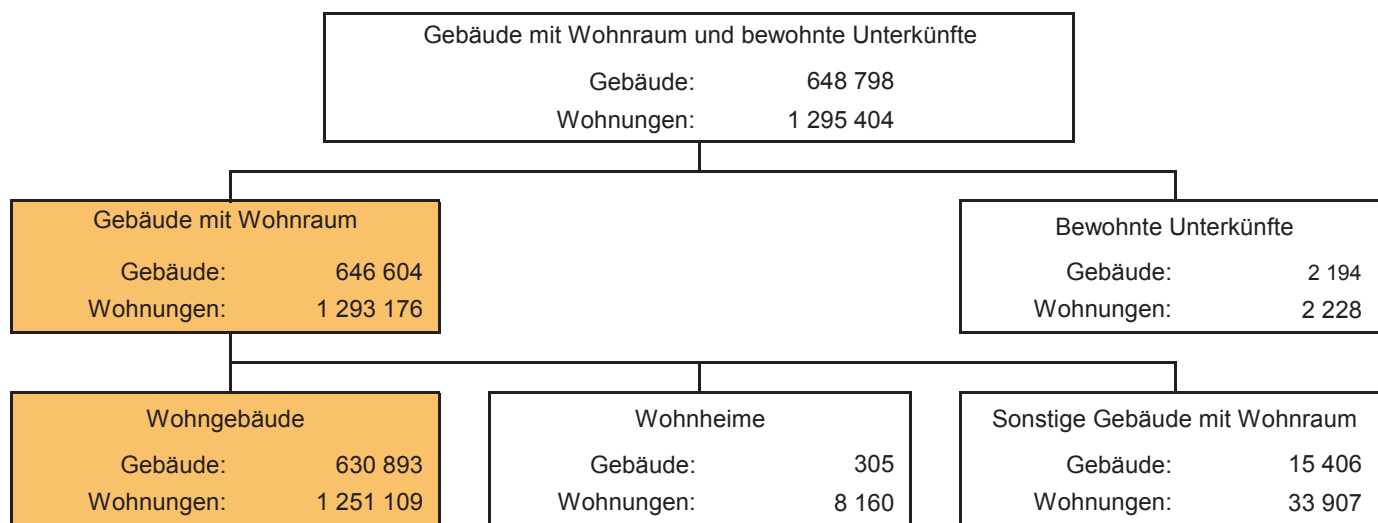 Gebäude mit Wohnraum und bewohnte Unterkünfte
Gebäude: 648 798
Wohnungen: 1 295 404
Gebäude mit Wohnraum
Gebäude: 646 604
Wohnungen: 1 293 176
Bewohnte Unterkünfte
Gebäude: 2 194
Wohnungen: 2 228
Wohngebäude
Gebäude: 630 893
Wohnungen: 1 251 109
Wohnheime
Gebäude: 305
Wohnungen: 8 160
Sonstige Gebäude mit Wohnraum
Gebäude: 15 406
Wohnungen: 33 907